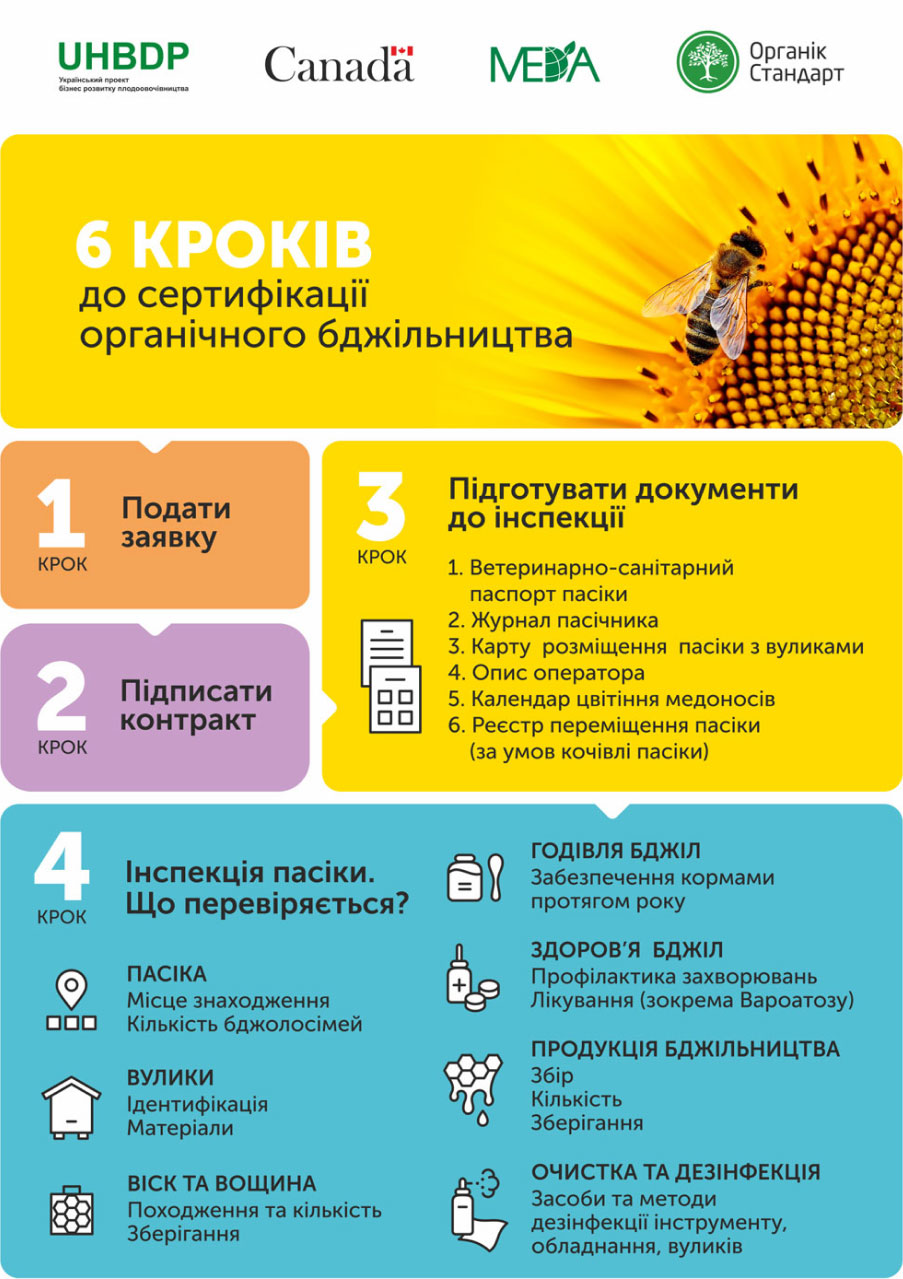 UHBDP
Український проект
бізнес розвитку плодоовочівництва
Canada
MEDA
Органік
Стандарт
6 КРОКІВ
до сертифікації
органічного бджільництва
1
КРОК
Подати
заявку
2
КРОК
Підписати
контракт
3
КРОК
Підготувати документи
до інспекції
1. Ветеринарно-санітарний
паспорт пасіки
2. Журнал пасічника
3. Карту розміщення пасіки з вуликами
4. Опис оператора
5. Календар цвітіння медоносів
6. Реєстр переміщення пасіки
(за умов кочівлі пасіки)
4
КРОК
Інспекція пасіки.
Що перевіряється?
ПАСІКА
Місце знаходження
Кількість бджолосімей
ВУЛИКИ
Ідентифікація
Матеріали
ВІСК ТА ВОЩИНА
Походження та кількість
Зберігання
ГОДІВЛЯ БДЖІЛ
Забезпечення кормами
протягом року
ЗДОРОВ’Я БДЖІЛ
Профілактика захворювань
Лікування (зокрема Вароатозу)
ПРОДУКЦІЯ БДЖІЛЬНИЦТВА
Збір
Кількість
Зберігання
ОЧИСТКА ТА ДЕЗІНФЕКЦІЯ
Засоби та методи
дезінфекції інструменту,
обладнання, вуликів